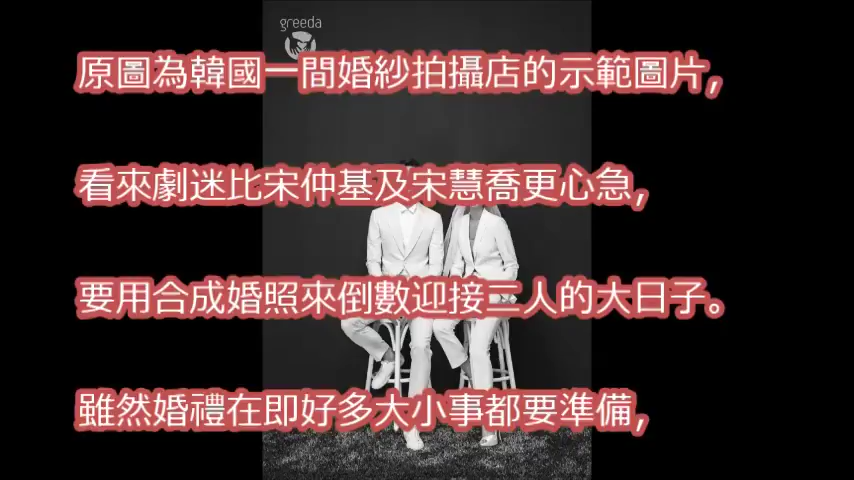 greeda
原圖為韓國一間婚紗拍攝店的示範圖片，
看來劇迷比宋仲基及宋慧喬更心急，
要用合成婚照來倒數迎接二人的大日子。
雖然婚禮在即好多大小事都要準備，